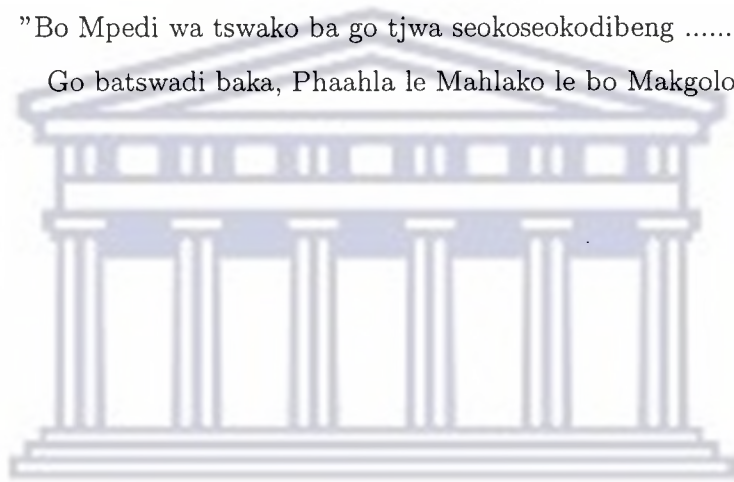 ”Bo Mpedi wa tswako ba go tjwa seokoseokodibeng ......
Go batswadi baka, Phaahla le Mahlako le bo Makgolo